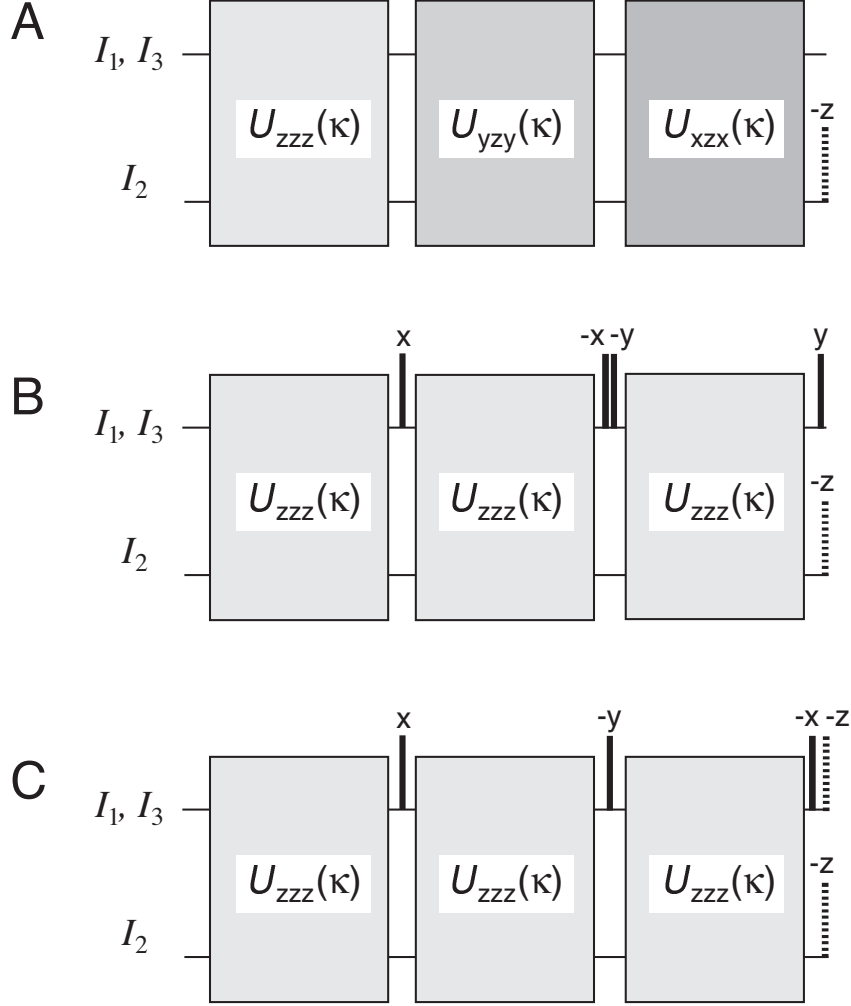 A
I1, I3
Uzzz(κ)
Uyzy(κ)
Uxzx(κ)
-z
I2
x
-x -y
y
B
I1, I3
Uzzz(κ)
Uzzz(κ)
Uzzz(κ)
-z
I2
x
-y
-x -z
C
I1, I3
Uzzz(κ)
Uzzz(κ)
Uzzz(κ)
-z
I2